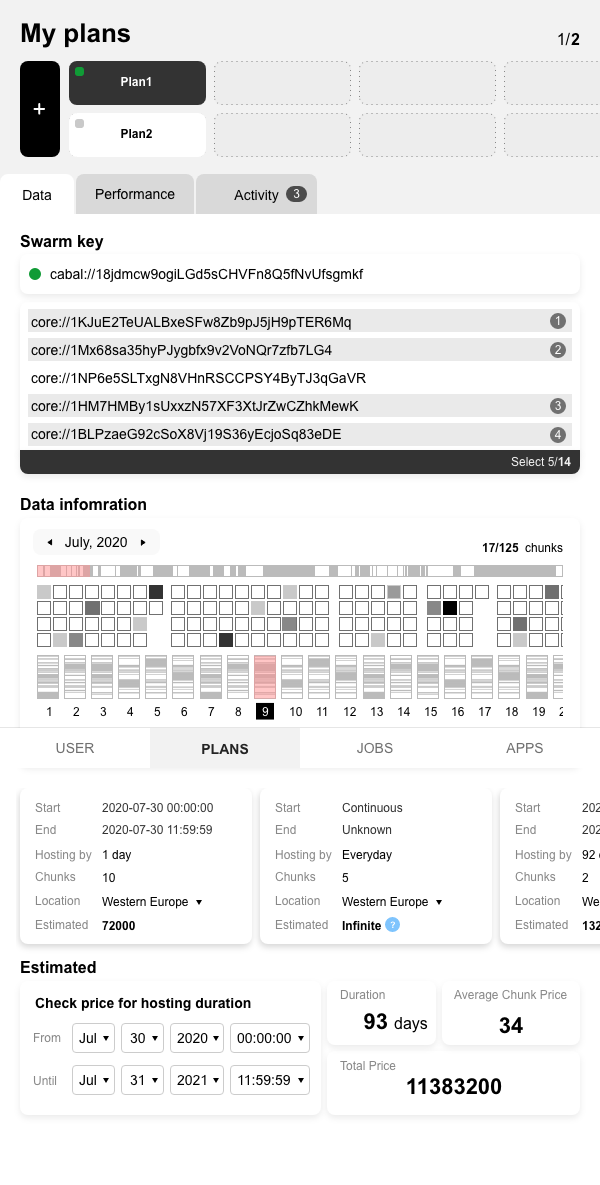 My plans
1/2
+
Plan1
Plan2
Data
Performance
Activity 3
Swarm key
cabal://18jdmcw9ogiLGd5sCHVFn8Q5fNvUfsgmkf
core://1KJuE2TeUALBxeSFw8Zb9pJ5jH9pTER6Mq 1
core://1Mx68sa35hyPJygbfx9v2VoNQr7zfb7LG4 2
core://1NP6e5SLTxgN8VHnRSCCPSY4ByTJ3qGaVR
core://1HM7HMBy1sUxxzN57XF3XtJrZwCZhkMewK 3
core://1BLPzaeG92cSoX8Vj19S36yEcjoSq83eDE 4
Select 5/14
Data infomration
July, 2020
17/125 chunks
1 2 3 4 5 6 7 8 9 10 11 12 13 14 15 16 17 18 19 2
USER PLANS JOBS APPS
Start 2020-07-30 00:00:00
End 2020-07-30 11:59:59
Hosting by 1 day
Chunks 10
Location Western Europe
Estimated 72000
Start Continuous
End Unknown
Hosting by Everyday
Chunks 5
Location Western Europe
Estimated Infinite ?
Start 202
End 202
Hosting by 92
Chunks 2
Location We
Estimated 132
Estimated
Check price for hosting duration
From Jul 30 2020 00:00:00
Until Jul 31 2021 11:59:59
Duration
93 days
Average Chunk Price
34
Total Price
11383200